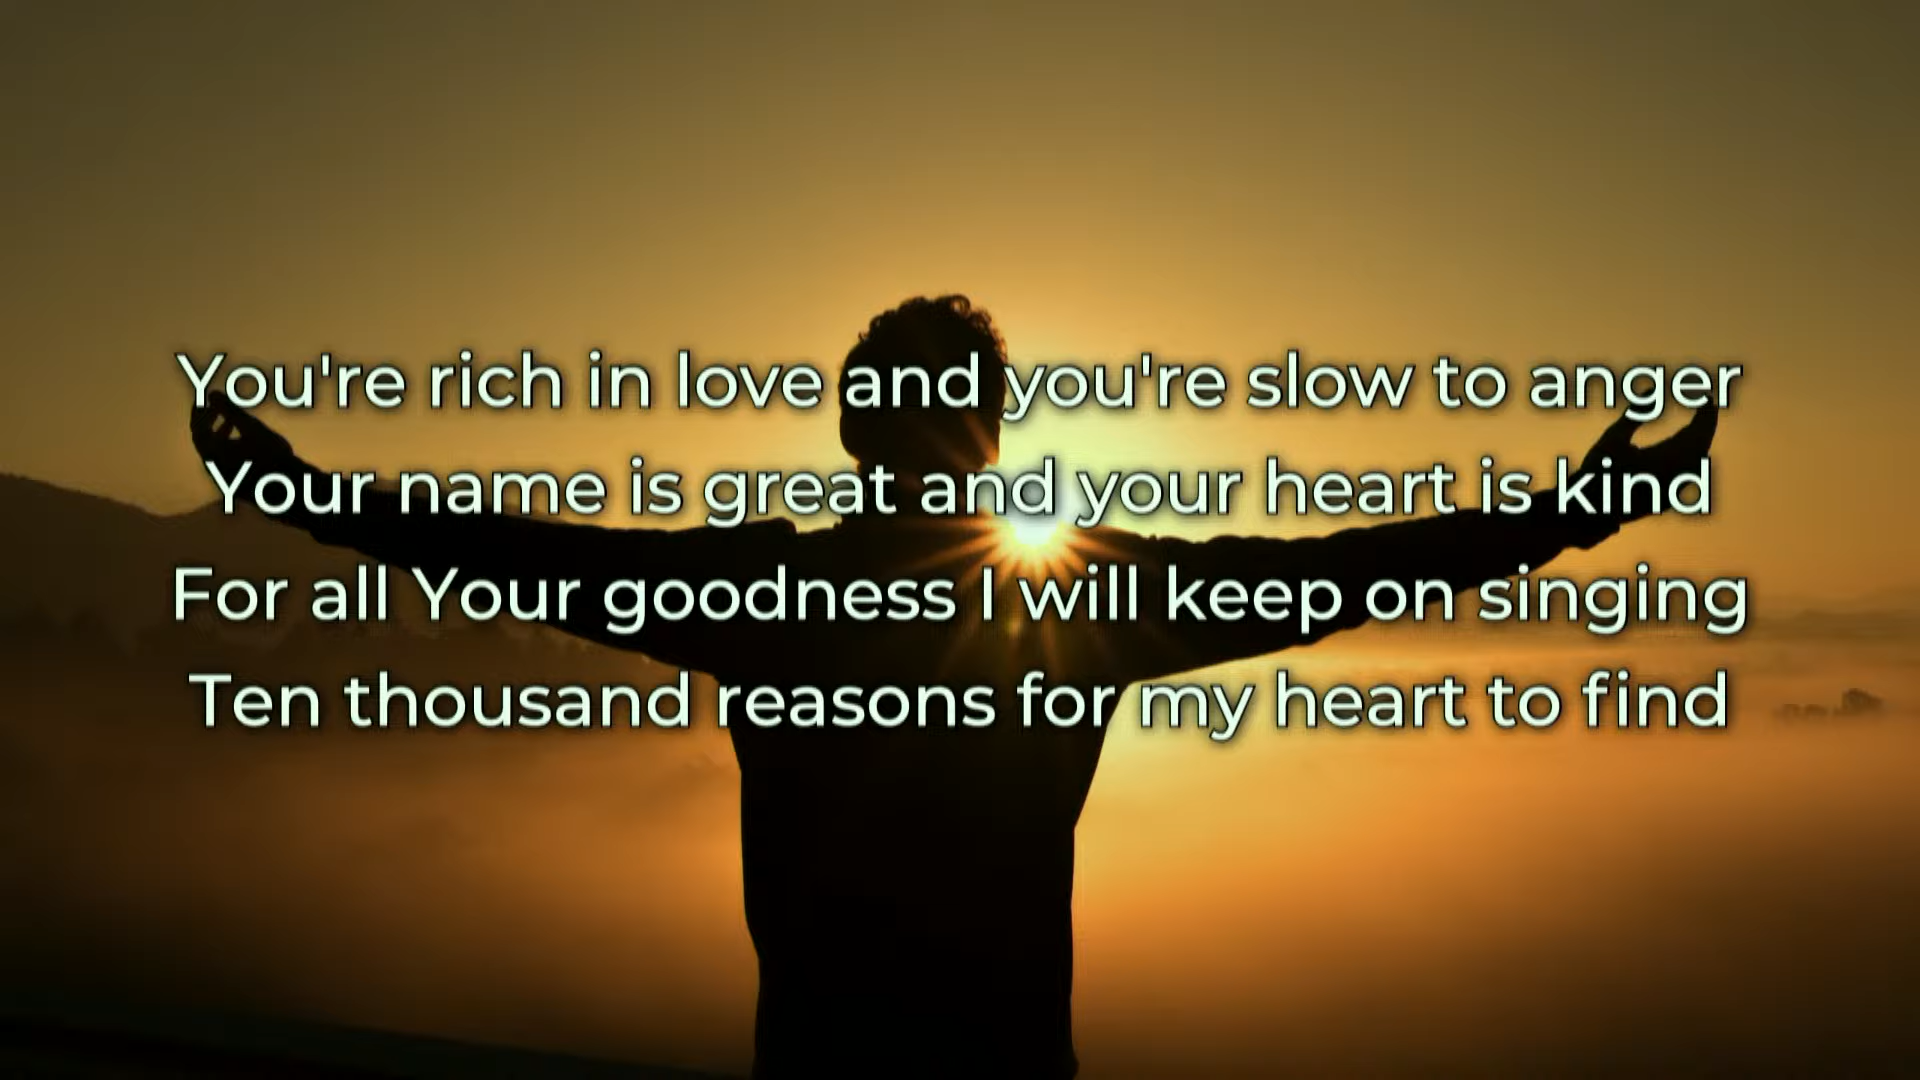 You're rich in love and you're slow to anger
Your name is great and your heart is kind
For all Your goodness I will keep on singing
Ten thousand reasons for my heart to find